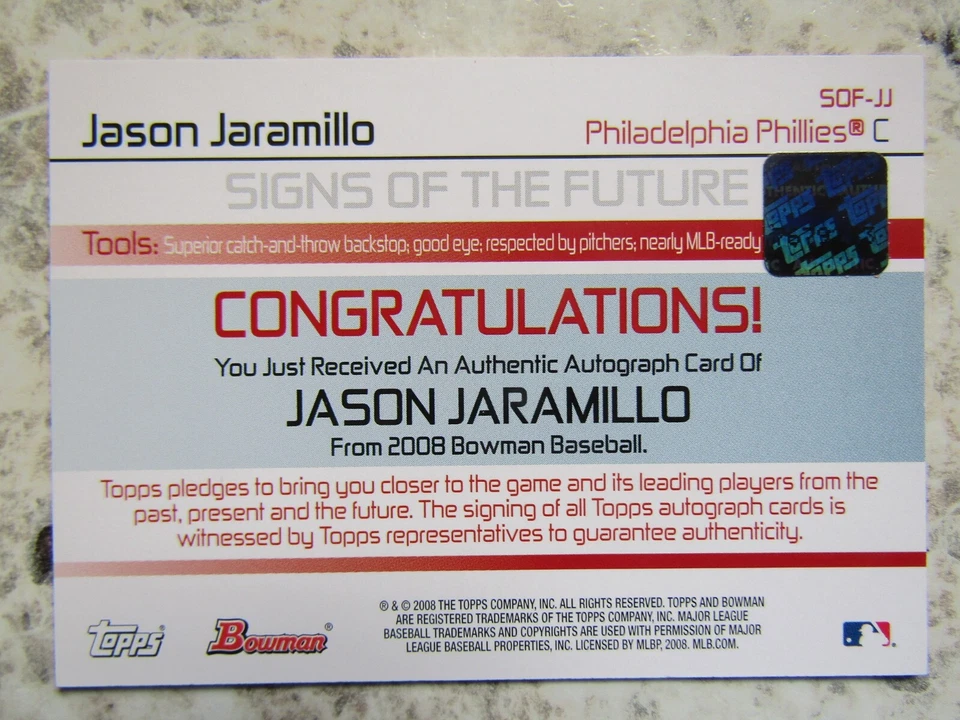 SOF-JJ
Jason Jaramillo
Philadelphia Phillies® C
SIGNS OF THE FUTURE
Tools: Superior catch-and-throw backstop; good eye; respected by pitchers; nearly MLB-ready
AUTHENTIC
Topps
Topps
Topps
CONGRATULATIONS!
You Just Received An Authentic Autograph Card Of
JASON JARAMILLO
From 2008 Bowman Baseball.
Topps pledges to bring you closer to the game and its leading players from the
past, present and the future. The signing of all Topps autograph cards is
witnessed by Topps representatives to guarantee authenticity.
® & © 2008 THE TOPPS COMPANY, INC. ALL RIGHTS RESERVED. TOPPS AND BOWMAN
ARE REGISTERED TRADEMARKS OF THE TOPPS COMPANY, INC. MAJOR LEAGUE
BASEBALL TRADEMARKS AND COPYRIGHTS ARE USED WITH PERMISSION OF MAJOR
LEAGUE BASEBALL PROPERTIES, INC. LICENSED BY MLBP, 2008. MLB.COM.
Topps®
Bowman®